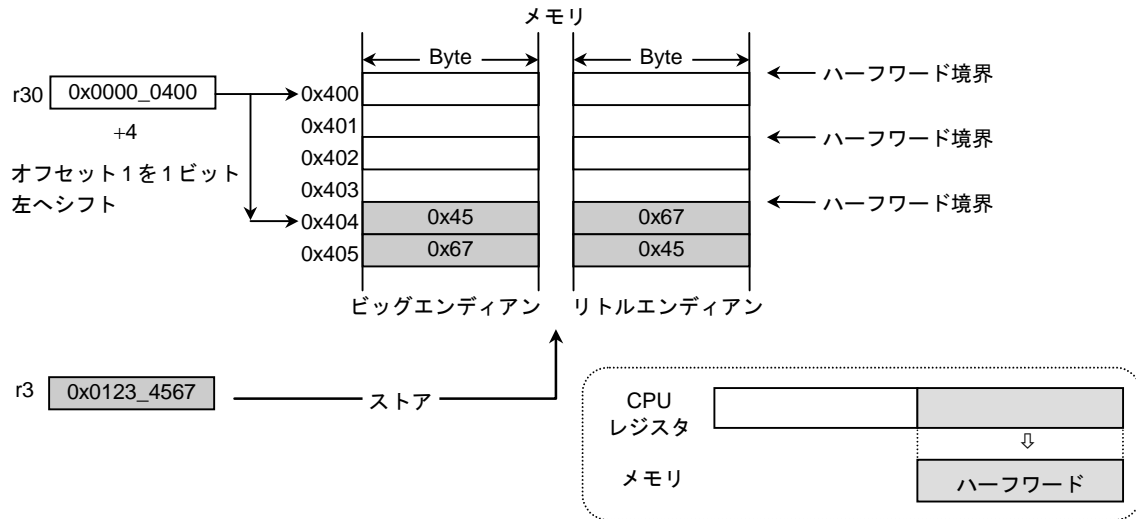 メモリ
Byte Byte
ハーフワード境界
r30 0x0000_0400 0x400
+4 0x401 ハーフワード境界
0x402
オフセット1を1ビット
左へシフト
0x403 ハーフワード境界
0x404 0x45 0x67
0x405 0x67 0x45
ビッグエンディアン リトルエンディアン
r3 0x0123_4567 ストア
CPU
レジスタ
⇩
メモリ ハーフワード